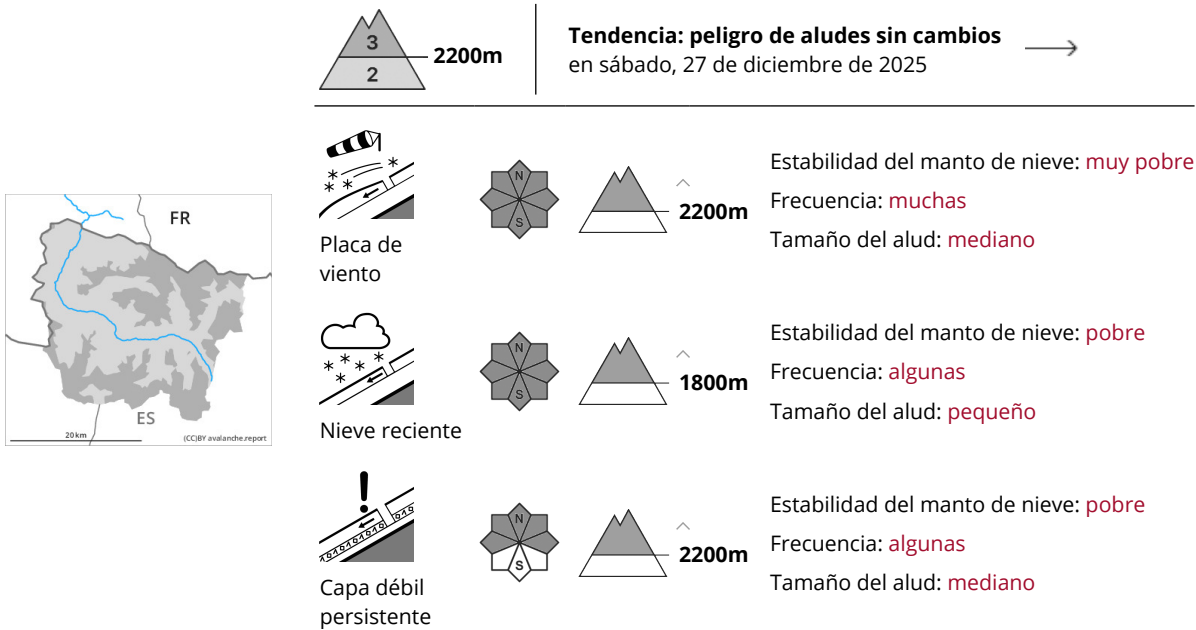 3
2
2200m
Tendencia: peligro de aludes sin cambios
en sábado, 27 de diciembre de 2025
FR
ES
20 km
(CC)BY avalanche.report
Placa de
viento
N
S
2200m
Estabilidad del manto de nieve: muy pobre
Frecuencia: muchas
Tamaño del alud: mediano
Nieve reciente
N
S
1800m
Estabilidad del manto de nieve: pobre
Frecuencia: algunas
Tamaño del alud: pequeño
Capa débil
persistente
N
S
2200m
Estabilidad del manto de nieve: pobre
Frecuencia: algunas
Tamaño del alud: mediano